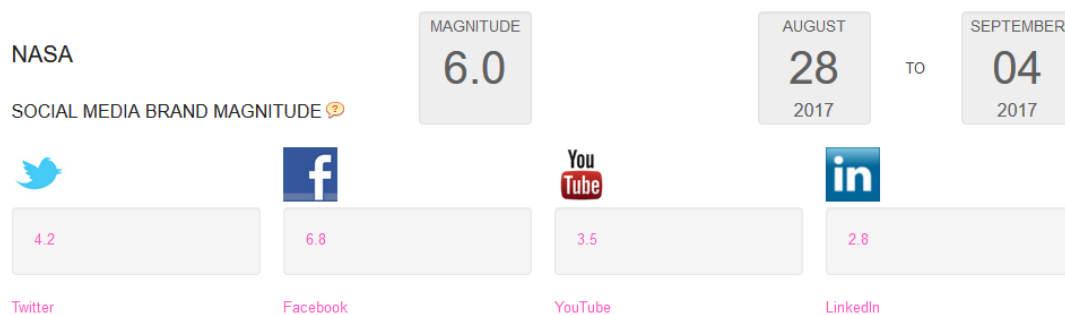 NASA
SOCIAL MEDIA BRAND MAGNITUDE ?
MAGNITUDE
6.0
AUGUST
28
2017
TO
SEPTEMBER
04
2017
f
You
Tube
in
4.2
6.8
3.5
2.8
Twitter
Facebook
YouTube
LinkedIn